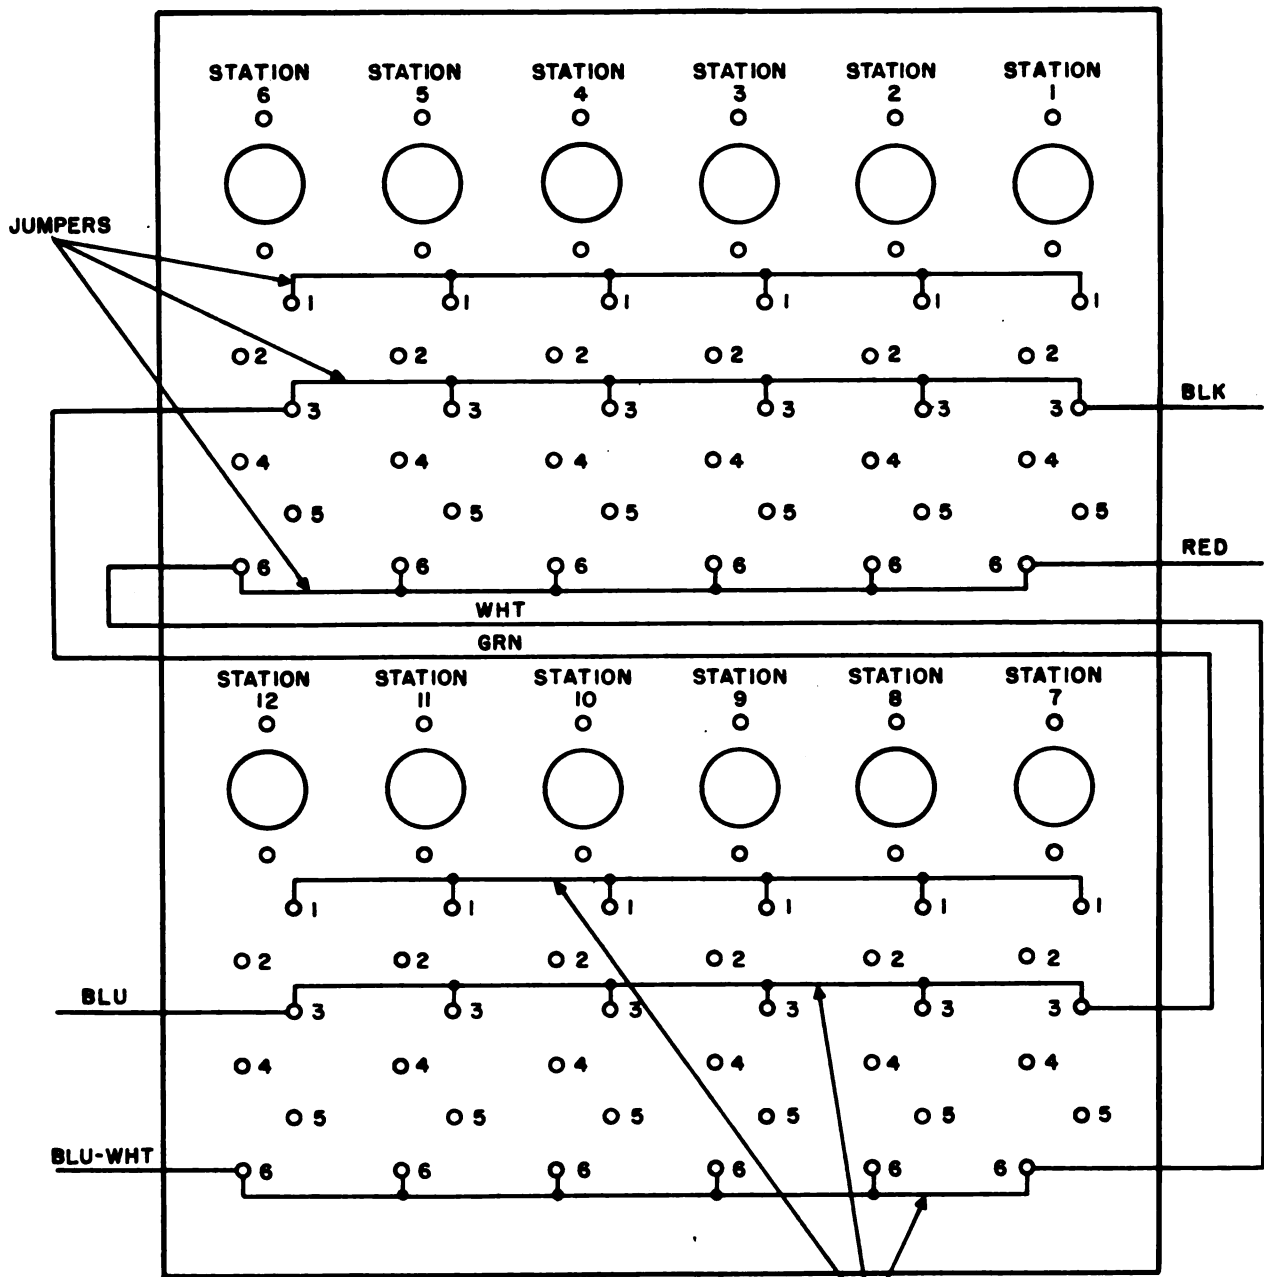 STATION STATION STATION STATION STATION STATION
6 5 4 3 2 1
JUMPERS
1 1 1 1 1 1
2 2 2 2 2 2
BLK
3 3 3 3 3 3
4 4 4 4 4 4
5 5 5 5 5 5
RED
6 6 6 6 6 6
WHT
GRN
STATION STATION STATION STATION STATION STATION
12 11 10 9 8 7
1 1 1 1 1 1
2 2 2 2 2 2
BLU
3 3 3 3 3 3
4 4 4 4 4 4
5 5 5 5 5 5
BLU-WHT
6 6 6 6 6 6